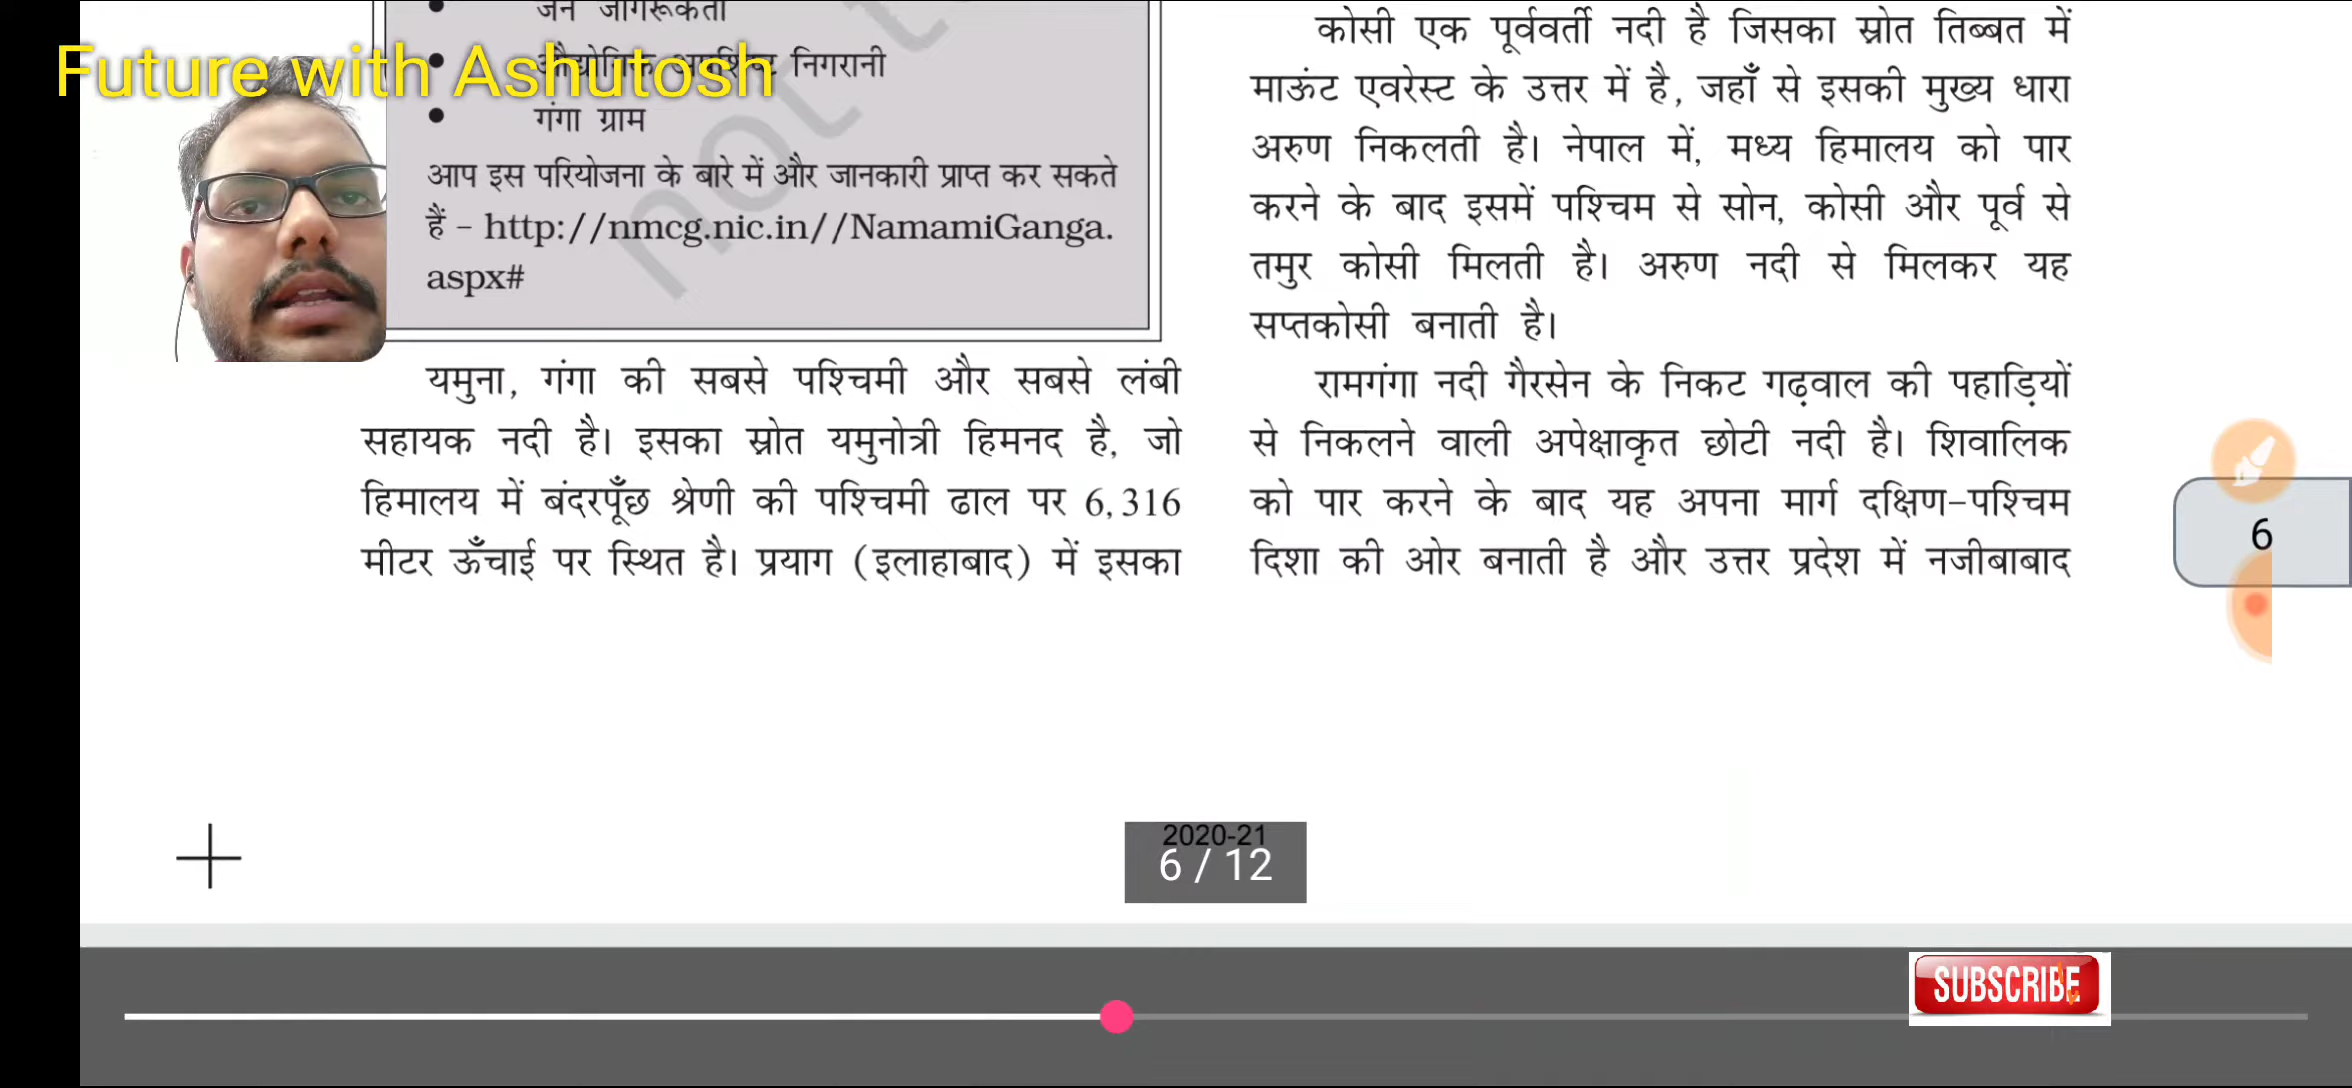 Future with Ashutosh
जन जागरूकता
औद्योगिक अपशिष्ट निगरानी
गंगा ग्राम
आप इस परियोजना के बारे में और जानकारी प्राप्त कर सकते
हैं – http://nmcg.nic.in//NamamiGanga.
aspx#
not t
यमुना, गंगा की सबसे पश्चिमी और सबसे लंबी
सहायक नदी है। इसका स्रोत यमुनोत्री हिमनद है, जो
हिमालय में बंदरपूँछ श्रेणी की पश्चिमी ढाल पर 6,316
मीटर ऊँचाई पर स्थित है। प्रयाग (इलाहाबाद) में इसका
कोसी एक पूर्ववर्ती नदी है जिसका स्रोत तिब्बत में
माऊंट एवरेस्ट के उत्तर में है, जहाँ से इसकी मुख्य धारा
अरुण निकलती है। नेपाल में, मध्य हिमालय को पार
करने के बाद इसमें पश्चिम से सोन, कोसी और पूर्व से
तमुर कोसी मिलती है। अरुण नदी से मिलकर यह
सप्तकोसी बनाती है।
रामगंगा नदी गैरसेन के निकट गढ़वाल की पहाड़ियों
से निकलने वाली अपेक्षाकृत छोटी नदी है। शिवालिक
को पार करने के बाद यह अपना मार्ग दक्षिण–पश्चिम
दिशा की ओर बनाती है और उत्तर प्रदेश में नजीबाबाद
6
2020-21
6 / 12
SUBSCRIBE